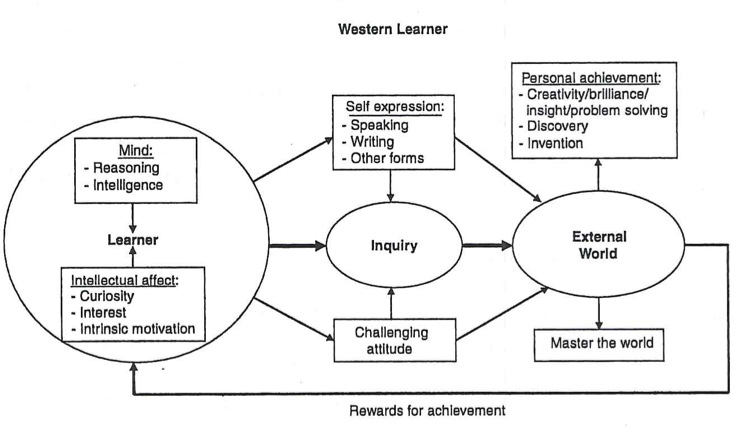 Western Learner
Mind:
- Reasoning
- Intelligence
Learner
Intellectual affect:
- Curiosity
- Interest
- Intrinsic motivation
Self expression:
- Speaking
- Writing
- Other forms
Inquiry
Challenging
attitude
Personal achievement:
- Creativity/brilliance/
insight/problem solving
- Discovery
- Invention
External
World
Master the world
Rewards for achievement